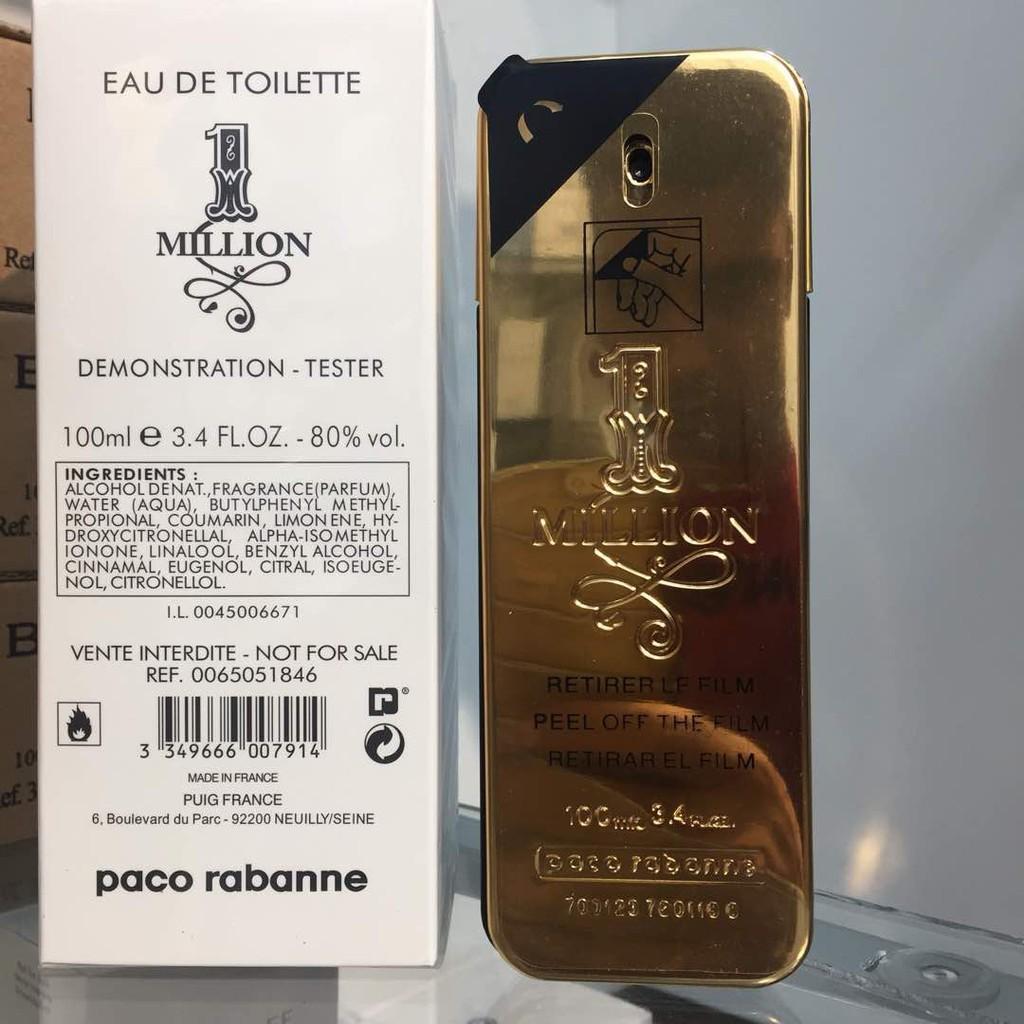 EAU DE TOILETTE
1
MILLION
DEMONSTRATION - TESTER
100ml e 3.4 FL.OZ. - 80% vol.
INGREDIENTS :
ALCOHOL DENAT., FRAGRANCE (PARFUM),
WATER (AQUA), BUTYLPHENYL METHYL-
PROPIONAL, COUMARIN, LIMONENE, HY-
DROXYCITRONELLAL, ALPHA-ISOMETHYL
IONONE, LINALOOL, BENZYL ALCOHOL,
CINNAMAL, EUGENOL, CITRAL, ISOEUGE-
NOL, CITRONELLOL.
I.L. 0045006671
VENTE INTERDITE - NOT FOR SALE
REF. 0065051846
3 349666 007914
MADE IN FRANCE
PUIG FRANCE
6, Boulevard du Parc - 92200 NEUILLY/SEINE
paco rabanne
1
MILLION
RETIRER LE FILM
PEEL OFF THE FILM
RETIRAR EL FILM
100ml 3.4FL.OZ.
paco rabanne